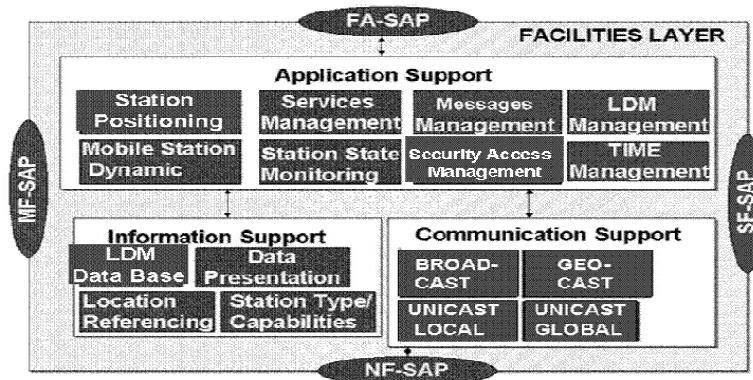 FA-SAP
FACILITIES LAYER
Application Support
Station
Positioning
Services
Management
Messages
Management
LDM
Management
Mobile Station
Dynamic
Station State
Monitoring
Security Access
Management
TIME
Management
MF-SAP
SF-SAP
Information Support
LDM
Data Base
Data
Presentation
Location
Referencing
Station Type/
Capabilities
Communication Support
BROAD-
CAST
GEO-
CAST
UNICAST
LOCAL
UNICAST
GLOBAL
NF-SAP